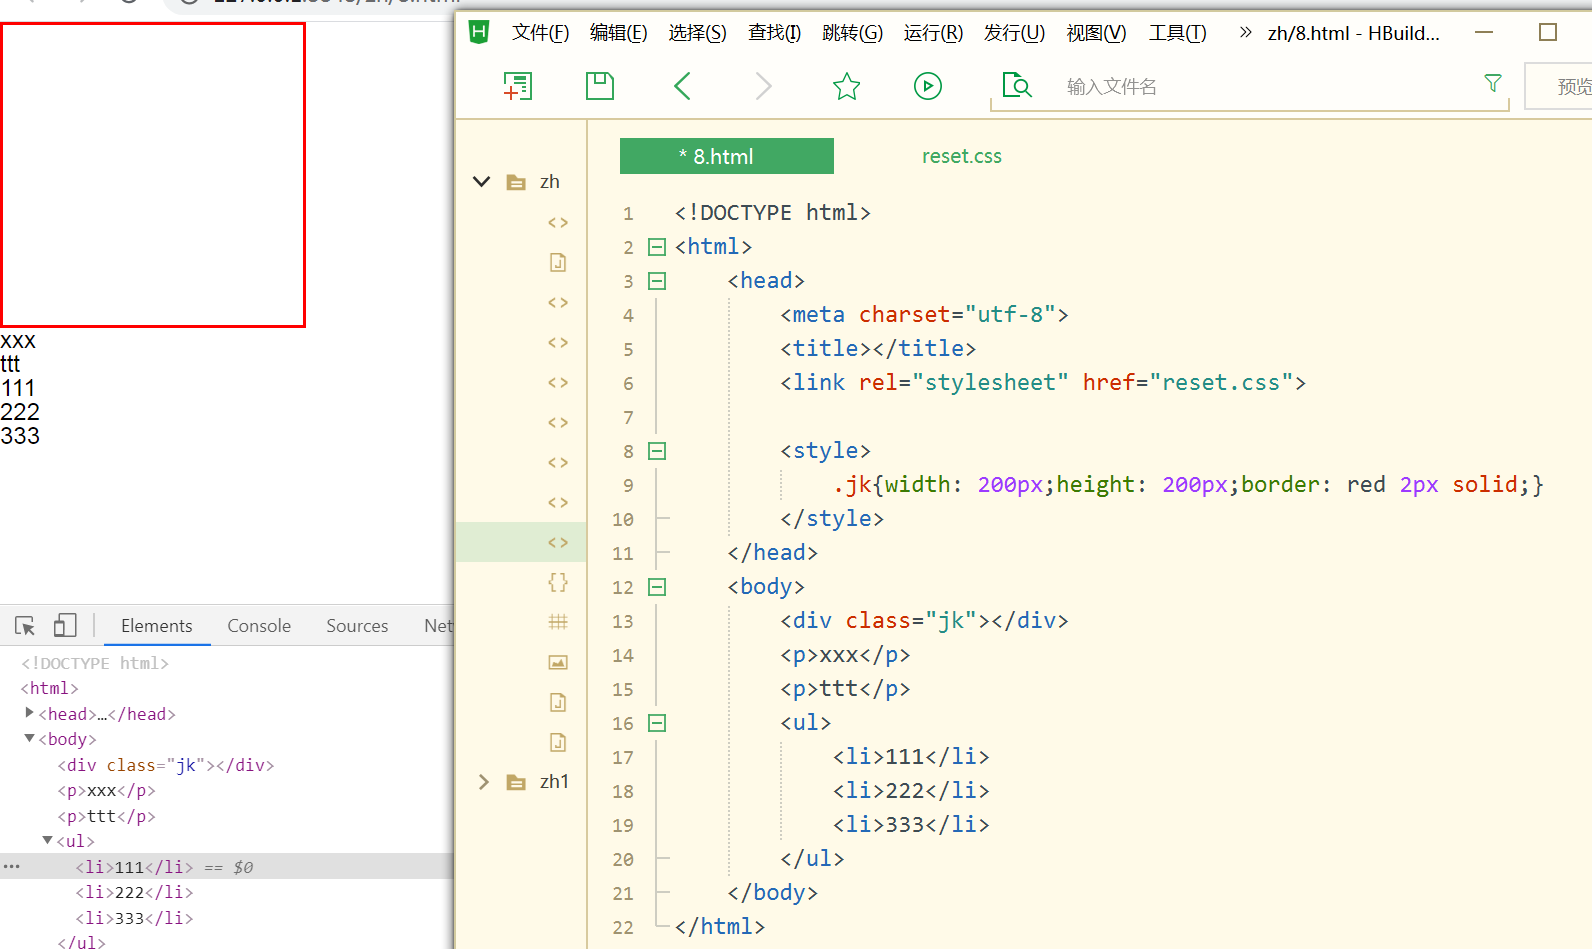 文件(F) 编辑(E) 选择(S) 查找(I) 跳转(G) 运行(R) 发行(U) 视图(V) 工具(T) » zh/8.html - HBuild...
输入文件名
预览
* 8.html
reset.css
zh
zh1
1 <!DOCTYPE html>
2 <html>
3 <head>
4 <meta charset="utf-8">
5 <title></title>
6 <link rel="stylesheet" href="reset.css">
7
8 <style>
9 .jk{width: 200px;height: 200px;border: red 2px solid;}
10 </style>
11 </head>
12 <body>
13 <div class="jk"></div>
14 <p>xxx</p>
15 <p>ttt</p>
16 <ul>
17 <li>111</li>
18 <li>222</li>
19 <li>333</li>
20 </ul>
21 </body>
22 </html>
xxx
ttt
111
222
333
Elements Console Sources Net
<!DOCTYPE html>
<html>
<head>…</head>
<body>
<div class="jk"></div>
<p>xxx</p>
<p>ttt</p>
<ul>
<li>111</li> == $0
<li>222</li>
<li>333</li>
</ul>